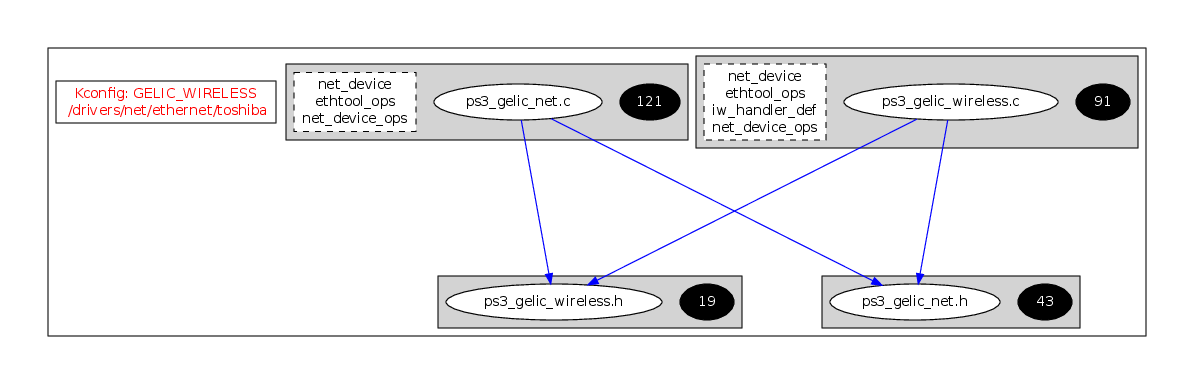 Kconfig: GELIC_WIRELESS
/drivers/net/ethernet/toshiba
net_device
ethtool_ops
net_device_ops
ps3_gelic_net.c
121
net_device
ethtool_ops
iw_handler_def
net_device_ops
ps3_gelic_wireless.c
91
ps3_gelic_wireless.h
19
ps3_gelic_net.h
43